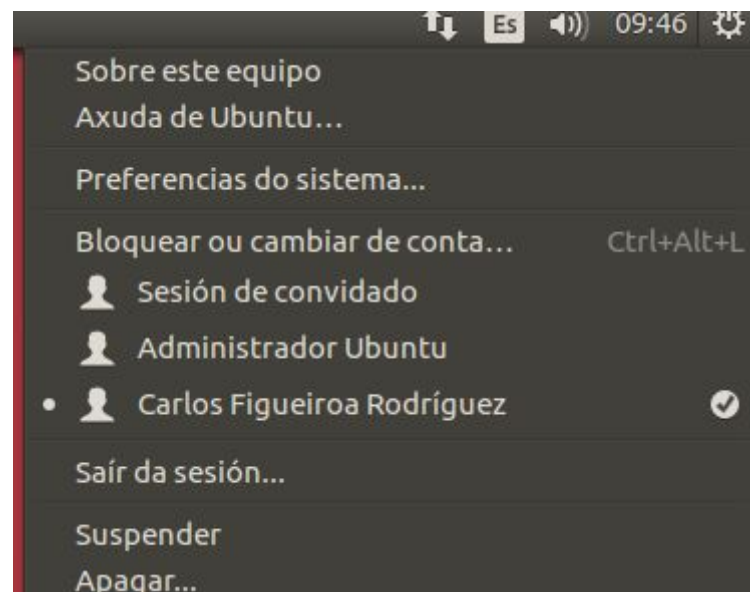 Es 09:46
Sobre este equipo
Axuda de Ubuntu…
Preferencias do sistema...
Bloquear ou cambiar de conta… Ctrl+Alt+L
Sesión de convidado
Administrador Ubuntu
Carlos Figueiroa Rodríguez
Saír da sesión...
Suspender
Apagar...